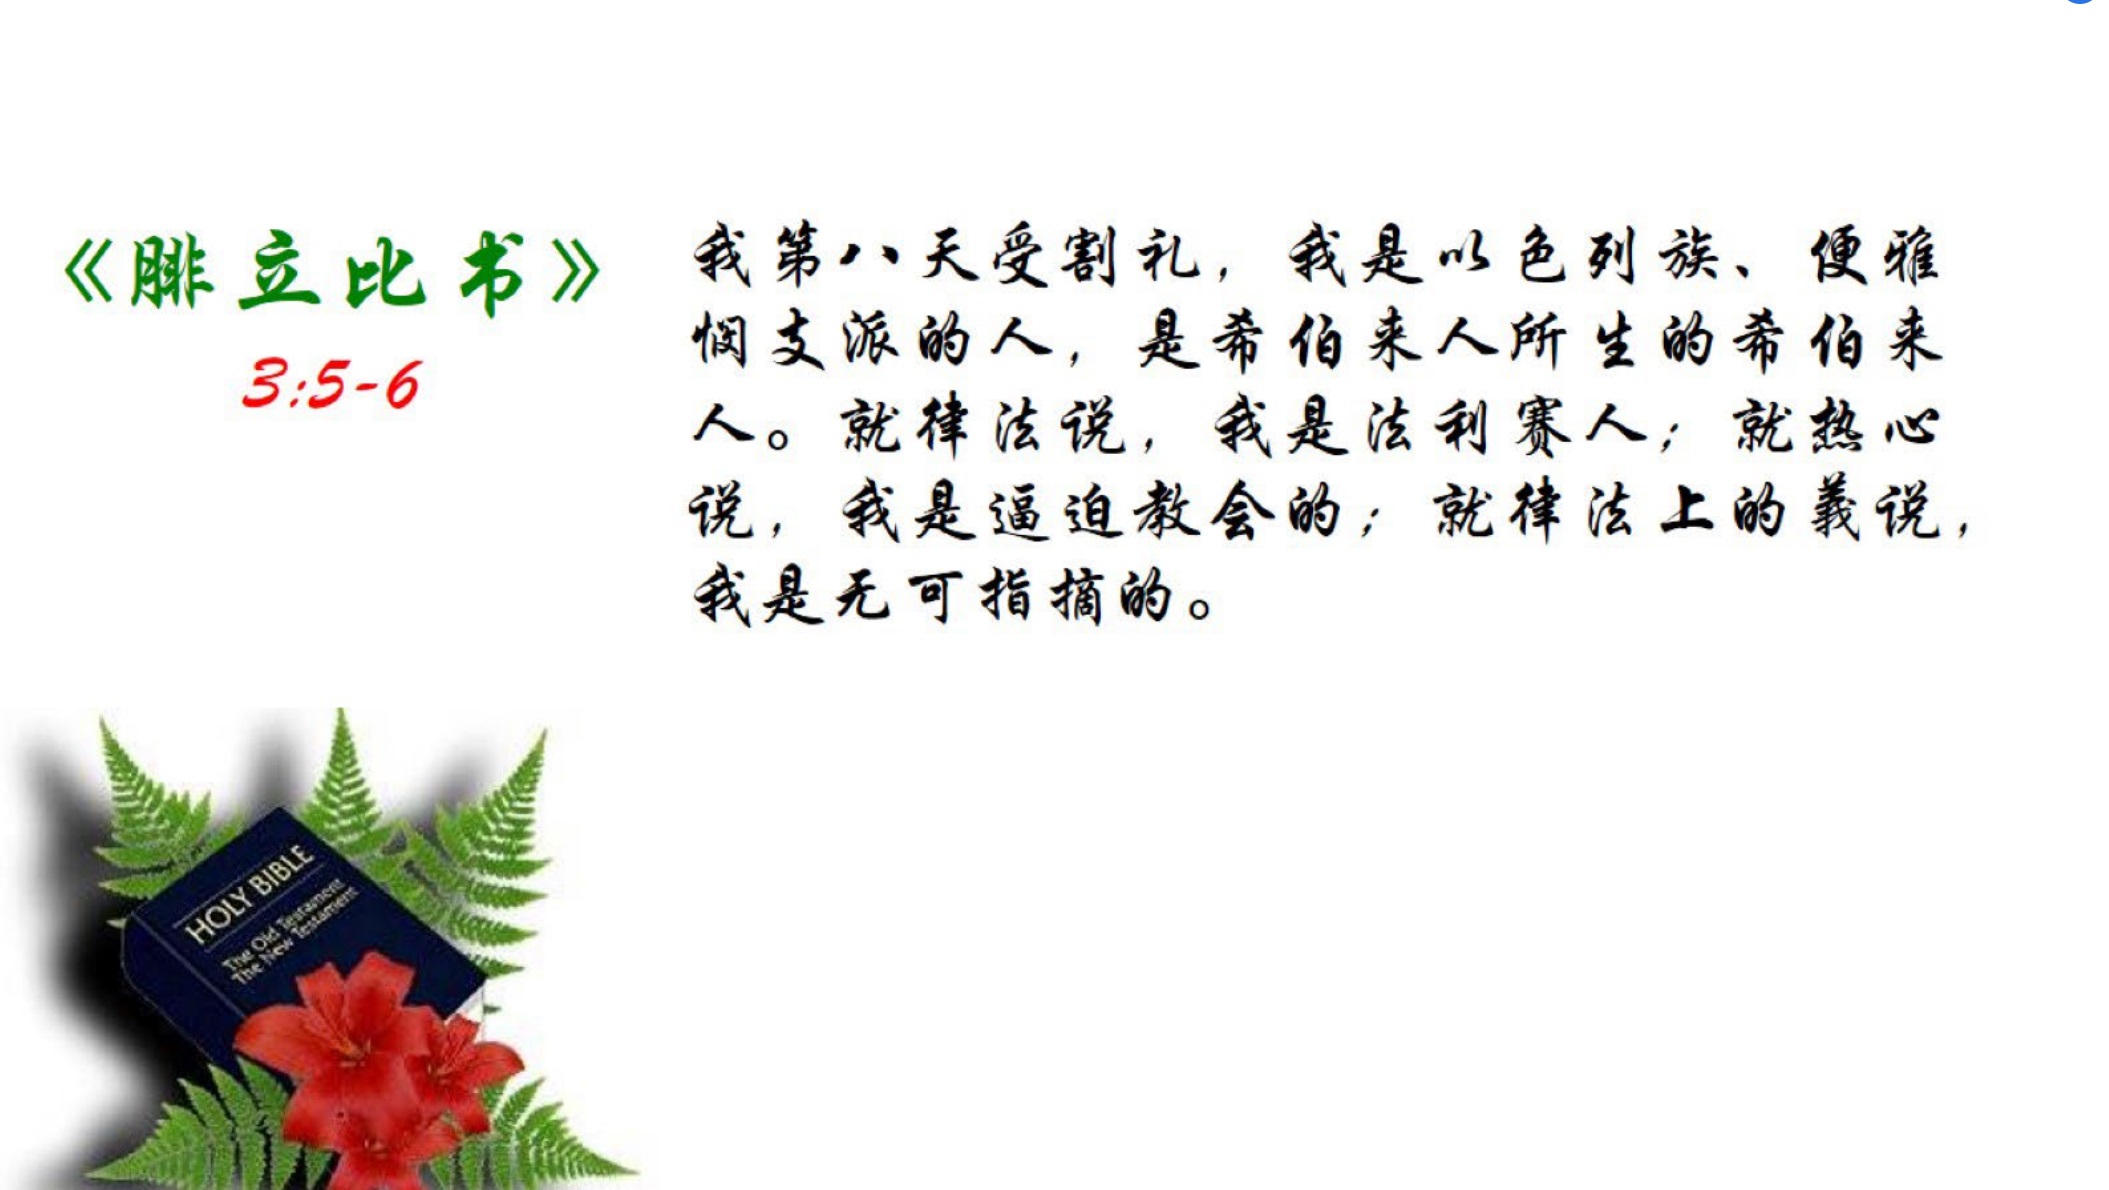 《腓立比书》
3:5-6
我第八天受割礼，我是以色列族、便雅
悯支派的人，是希伯来人所生的希伯来
人。就律法说，我是法利赛人；就热心
说，我是逼迫教会的；就律法上的義说，
我是无可指摘的。
HOLY BIBLE
The Old Testament
The New Testament